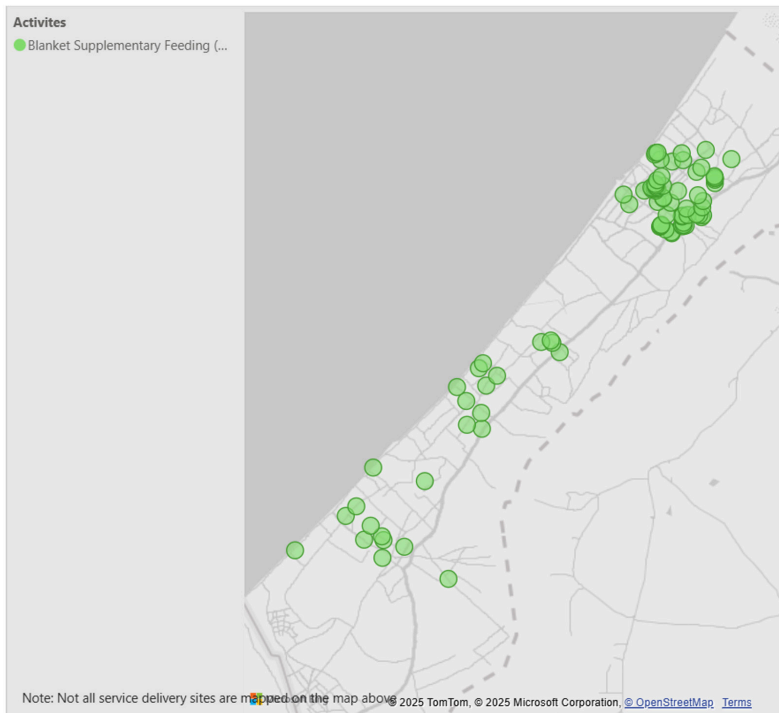 Activites
Blanket Supplementary Feeding (...
Note: Not all service delivery sites are mapped on the map above
© 2025 TomTom, © 2025 Microsoft Corporation, © OpenStreetMap Terms